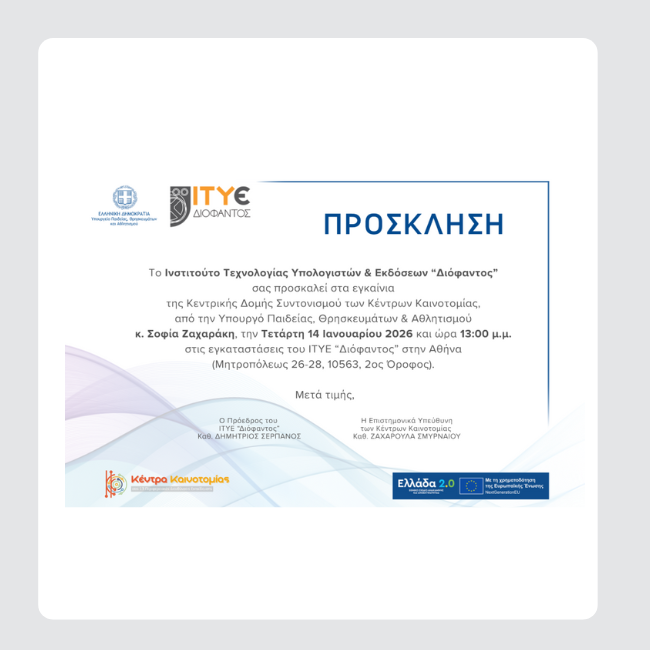 ΕΛΛΗΝΙΚΗ ΔΗΜΟΚΡΑΤΙΑ
Υπουργείο Παιδείας, Θρησκευμάτων
και Αθλητισμού
ΙΤΥΕ
ΔΙΟΦΑΝΤΟΣ
ΠΡΟΣΚΛΗΣΗ
Το Ινστιτούτο Τεχνολογίας Υπολογιστών & Εκδόσεων “Διόφαντος”
σας προσκαλεί στα εγκαίνια
της Κεντρικής Δομής Συντονισμού των Κέντρων Καινοτομίας,
από την Υπουργό Παιδείας, Θρησκευμάτων & Αθλητισμού
κ. Σοφία Ζαχαράκη, την Τετάρτη 14 Ιανουαρίου 2026 και ώρα 13:00 μ.μ.
στις εγκαταστάσεις του ΙΤΥΕ “Διόφαντος” στην Αθήνα
(Μητροπόλεως 26-28, 10563, 2ος Όροφος).
Μετά τιμής,
Ο Πρόεδρος του
ΙΤΥΕ “Διόφαντος”
Καθ. ΔΗΜΗΤΡΙΟΣ ΣΕΡΠΑΝΟΣ
Η Επιστημονικά Υπεύθυνη
των Κέντρων Καινοτομίας
Καθ. ΖΑΧΑΡΟΥΛΑ ΣΜΥΡΝΑΙΟΥ
Κέντρα Καινοτομίας
Ελλάδα 2.0
Με τη χρηματοδότηση
της Ευρωπαϊκής Ένωσης
NextGenerationEU